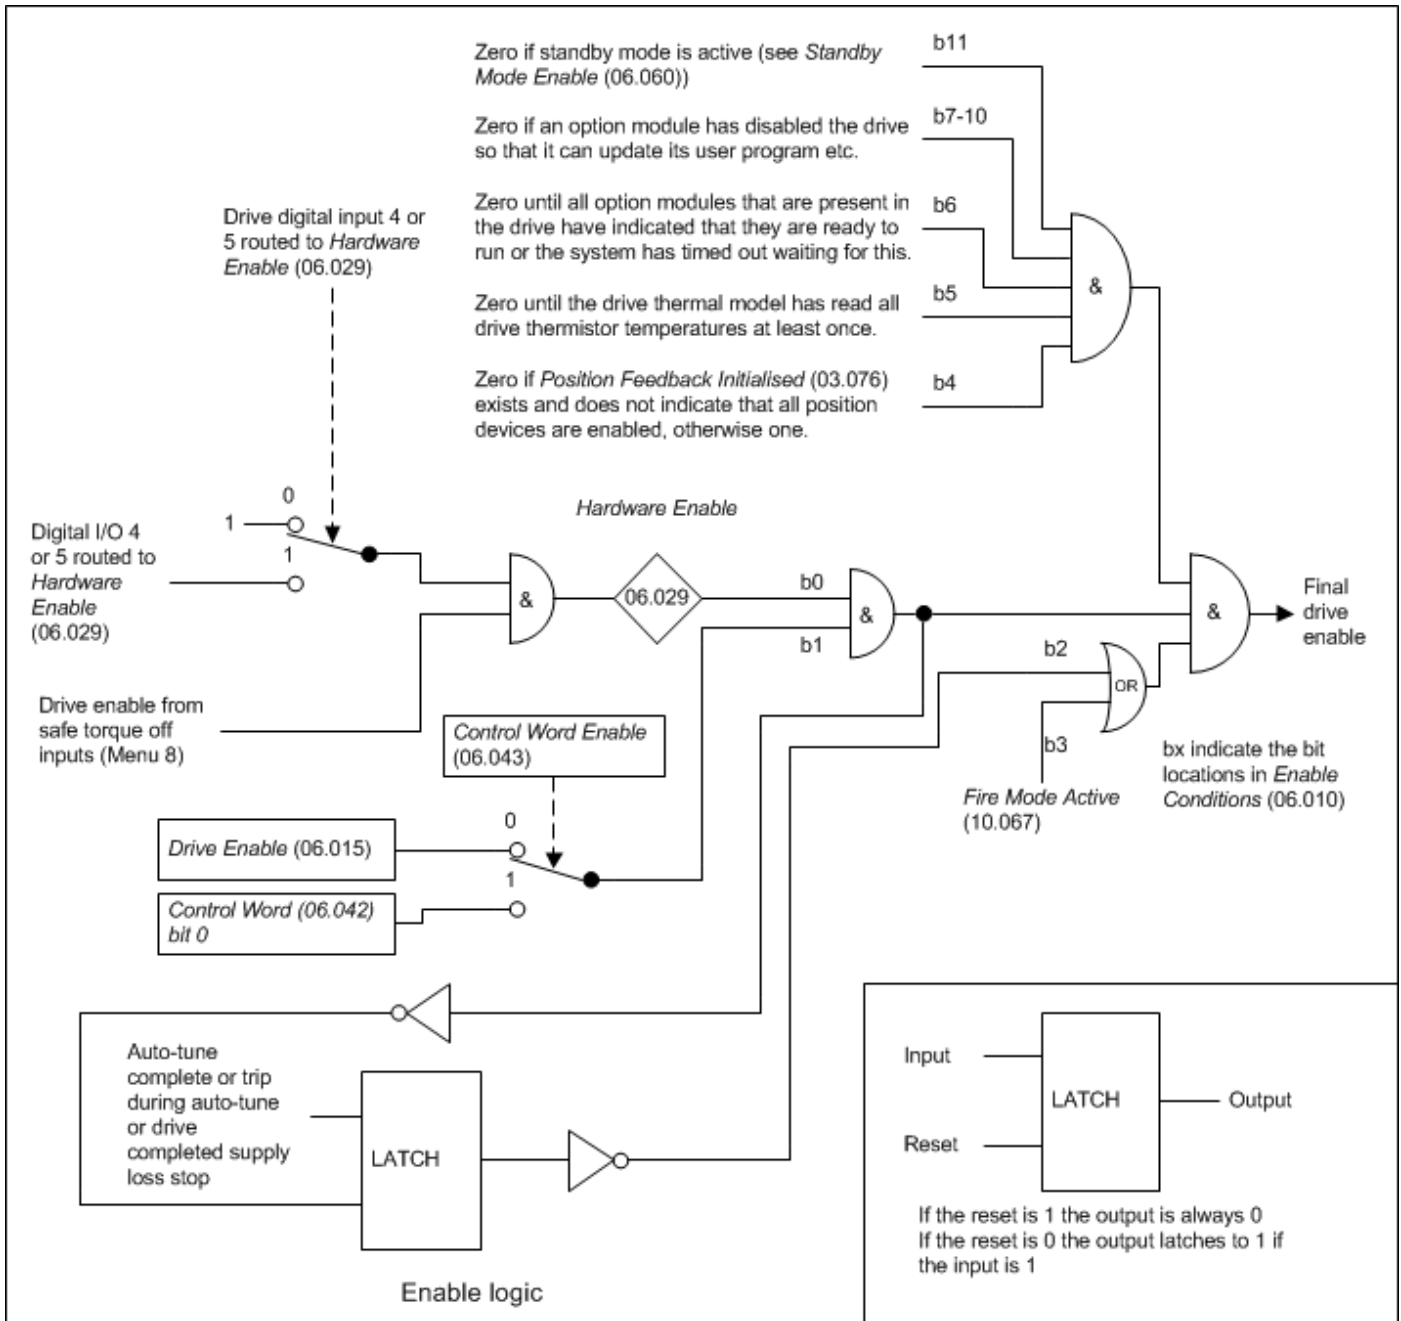 Zero if standby mode is active (see Standby
Mode Enable (06.060))
b11
Zero if an option module has disabled the drive
so that it can update its user program etc.
b7-10
Zero until all option modules that are present in
the drive have indicated that they are ready to
run or the system has timed out waiting for this.
b6
Zero until the drive thermal model has read all
drive thermistor temperatures at least once.
b5
Zero if Position Feedback Initialised (03.076)
exists and does not indicate that all position
devices are enabled, otherwise one.
b4
&
Drive digital input 4 or
5 routed to Hardware
Enable (06.029)
0
1
1
Digital I/O 4
or 5 routed to
Hardware
Enable
(06.029)
Drive enable from
safe torque off
inputs (Menu 8)
&
Hardware Enable
06.029
b0
b1
&
&
Final
drive
enable
b2
OR
b3
Fire Mode Active
(10.067)
bx indicate the bit
locations in Enable
Conditions (06.010)
Control Word Enable
(06.043)
Drive Enable (06.015)
0
1
Control Word (06.042)
bit 0
Auto-tune
complete or trip
during auto-tune
or drive
completed supply
loss stop
LATCH
Enable logic
Input
Reset
LATCH
Output
If the reset is 1 the output is always 0
If the reset is 0 the output latches to 1 if
the input is 1